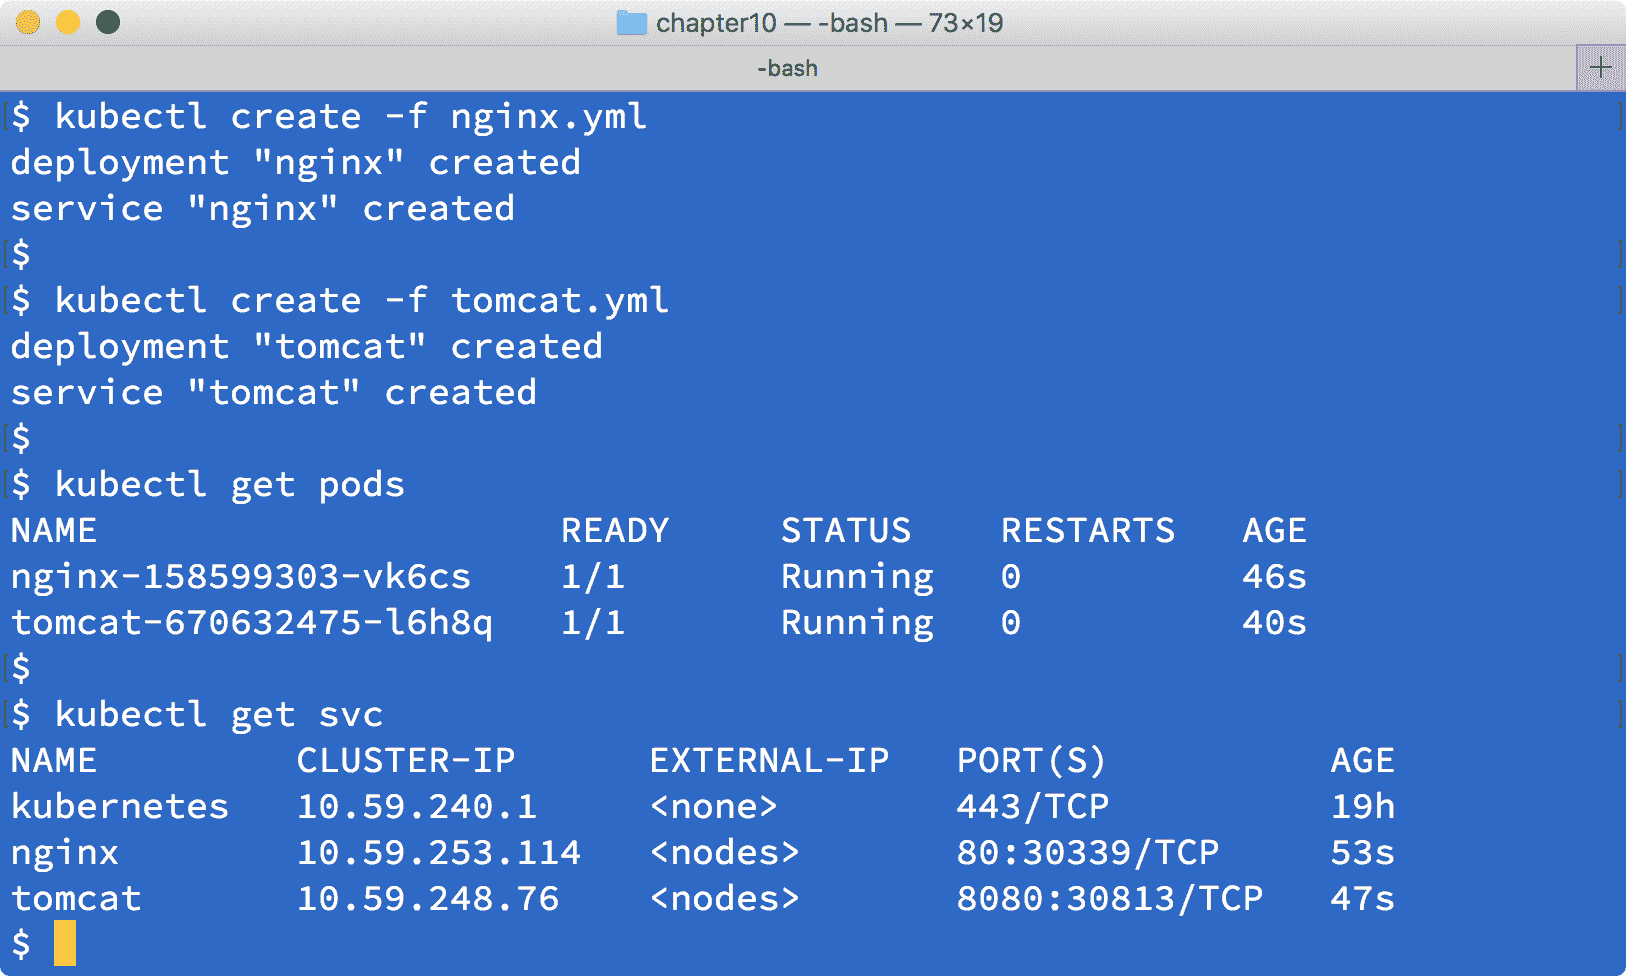 chapter10 — -bash — 73×19
-bash
$ kubectl create -f nginx.yml
deployment "nginx" created
service "nginx" created
$
$ kubectl create -f tomcat.yml
deployment "tomcat" created
service "tomcat" created
$
$ kubectl get pods
NAME READY STATUS RESTARTS AGE
nginx-158599303-vk6cs 1/1 Running 0 46s
tomcat-670632475-l6h8q 1/1 Running 0 40s
$
$ kubectl get svc
NAME CLUSTER-IP EXTERNAL-IP PORT(S) AGE
kubernetes 10.59.240.1 <none> 443/TCP 19h
nginx 10.59.253.114 <nodes> 80:30339/TCP 53s
tomcat 10.59.248.76 <nodes> 8080:30813/TCP 47s
$